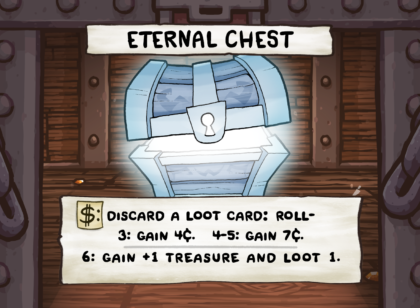 ETERNAL CHEST
$: DISCARD A LOOT CARD: ROLL-
3: GAIN 4¢. 4-5: GAIN 7¢.
6: GAIN +1 TREASURE AND LOOT 1.